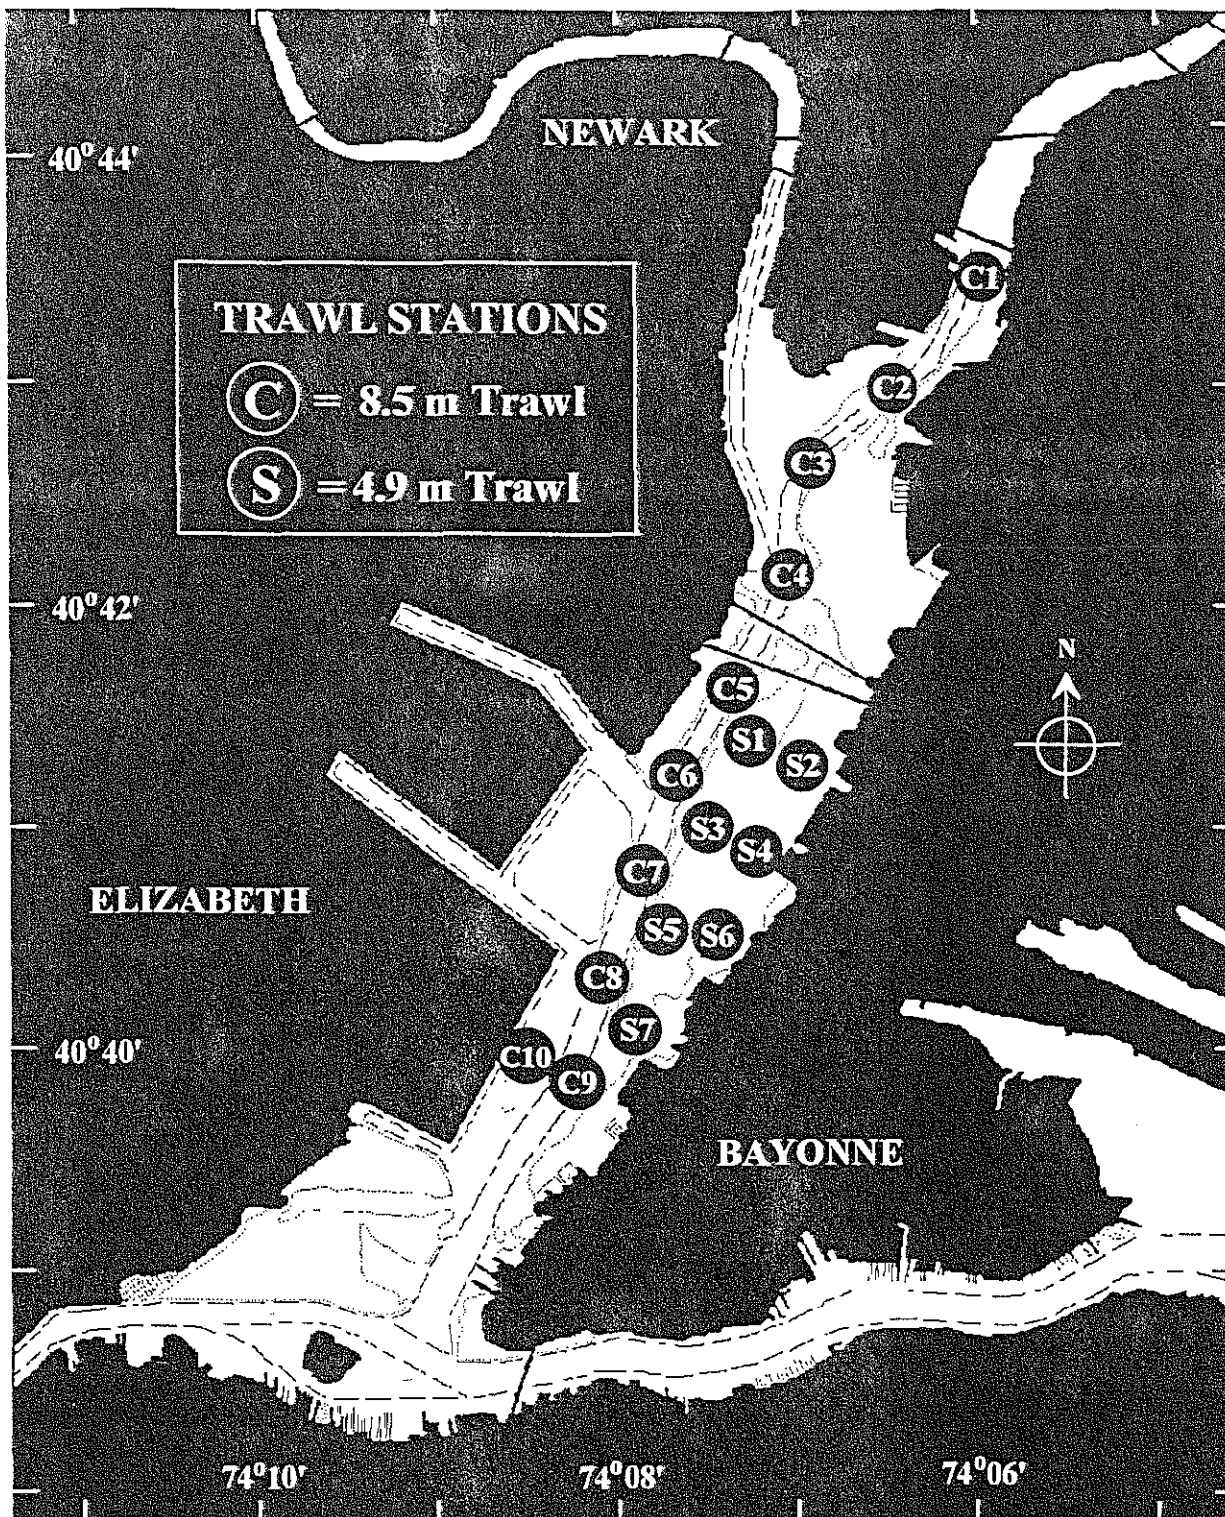 NEWARK
40°44'
C1
TRAWL STATIONS
C = 8.5 m Trawl
S = 4.9 m Trawl
C2
C3
C4
40°42'
N
C5
S1
S2
C6
S3
S4
C7
ELIZABETH
S5
S6
C8
S7
40°40'
C10
C9
BAYONNE
74°10'
74°08'
74°06'